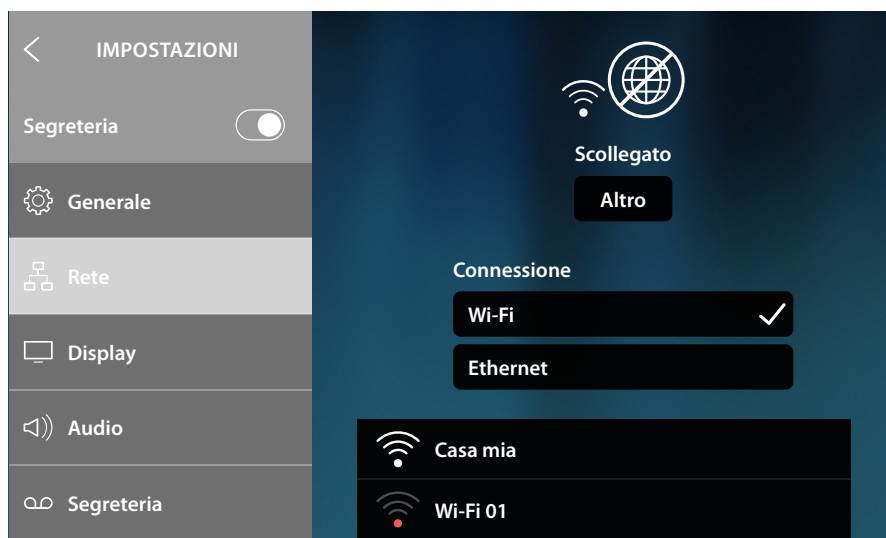 IMPOSTAZIONI
Segreteria
Generale
Rete
Display
Audio
Segreteria
Scollegato
Altro
Connessione
Wi-Fi
Ethernet
Casa mia
Wi-Fi 01